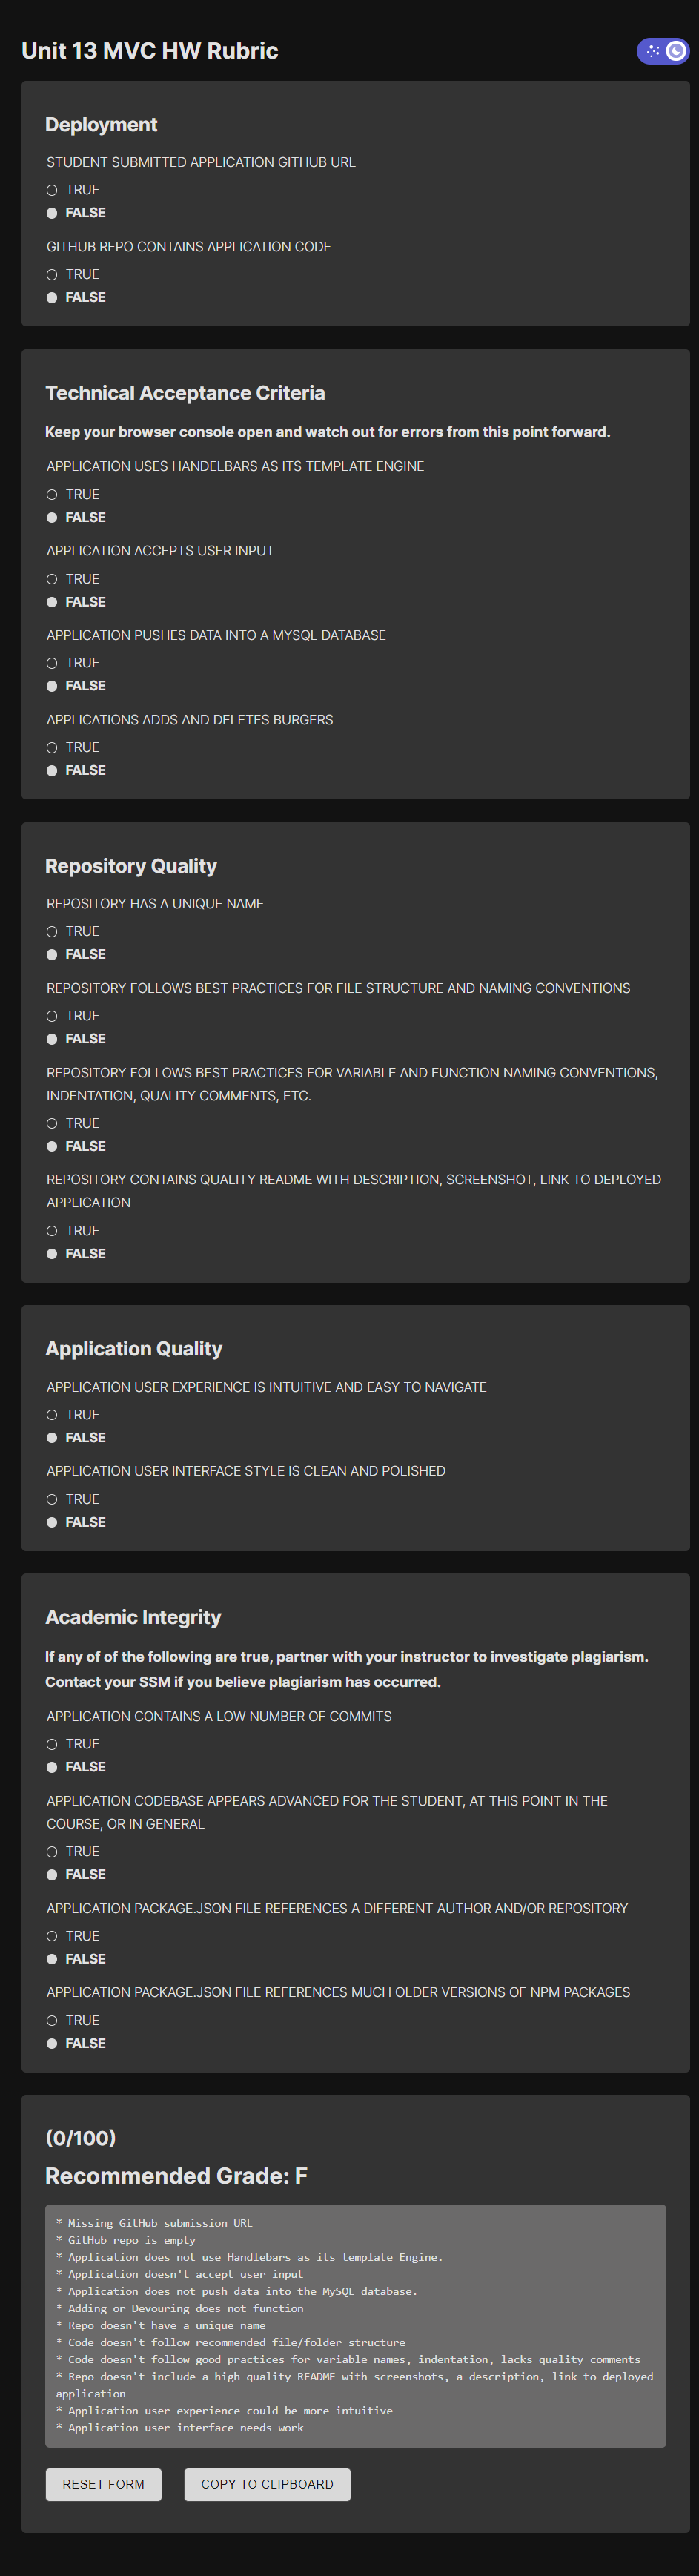 Unit 13 MVC HW Rubric
Deployment
STUDENT SUBMITTED APPLICATION GITHUB URL
TRUE
FALSE
GITHUB REPO CONTAINS APPLICATION CODE
TRUE
FALSE
Technical Acceptance Criteria
Keep your browser console open and watch out for errors from this point forward.
APPLICATION USES HANDELBARS AS ITS TEMPLATE ENGINE
TRUE
FALSE
APPLICATION ACCEPTS USER INPUT
TRUE
FALSE
APPLICATION PUSHES DATA INTO A MYSQL DATABASE
TRUE
FALSE
APPLICATIONS ADDS AND DELETES BURGERS
TRUE
FALSE
Repository Quality
REPOSITORY HAS A UNIQUE NAME
TRUE
FALSE
REPOSITORY FOLLOWS BEST PRACTICES FOR FILE STRUCTURE AND NAMING CONVENTIONS
TRUE
FALSE
REPOSITORY FOLLOWS BEST PRACTICES FOR VARIABLE AND FUNCTION NAMING CONVENTIONS,
INDENTATION, QUALITY COMMENTS, ETC.
TRUE
FALSE
REPOSITORY CONTAINS QUALITY README WITH DESCRIPTION, SCREENSHOT, LINK TO DEPLOYED
APPLICATION
TRUE
FALSE
Application Quality
APPLICATION USER EXPERIENCE IS INTUITIVE AND EASY TO NAVIGATE
TRUE
FALSE
APPLICATION USER INTERFACE STYLE IS CLEAN AND POLISHED
TRUE
FALSE
Academic Integrity
If any of of the following are true, partner with your instructor to investigate plagiarism.
Contact your SSM if you believe plagiarism has occurred.
APPLICATION CONTAINS A LOW NUMBER OF COMMITS
TRUE
FALSE
APPLICATION CODEBASE APPEARS ADVANCED FOR THE STUDENT, AT THIS POINT IN THE
COURSE, OR IN GENERAL
TRUE
FALSE
APPLICATION PACKAGE.JSON FILE REFERENCES A DIFFERENT AUTHOR AND/OR REPOSITORY
TRUE
FALSE
APPLICATION PACKAGE.JSON FILE REFERENCES MUCH OLDER VERSIONS OF NPM PACKAGES
TRUE
FALSE
(0/100)
Recommended Grade: F
* Missing GitHub submission URL
* GitHub repo is empty
* Application does not use Handlebars as its template Engine.
* Application doesn't accept user input
* Application does not push data into the MySQL database.
* Adding or Devouring does not function
* Repo doesn't have a unique name
* Code doesn't follow recommended file/folder structure
* Code doesn't follow good practices for variable names, indentation, lacks quality comments
* Repo doesn't include a high quality README with screenshots, a description, link to deployed
application
* Application user experience could be more intuitive
* Application user interface needs work
RESET FORM COPY TO CLIPBOARD